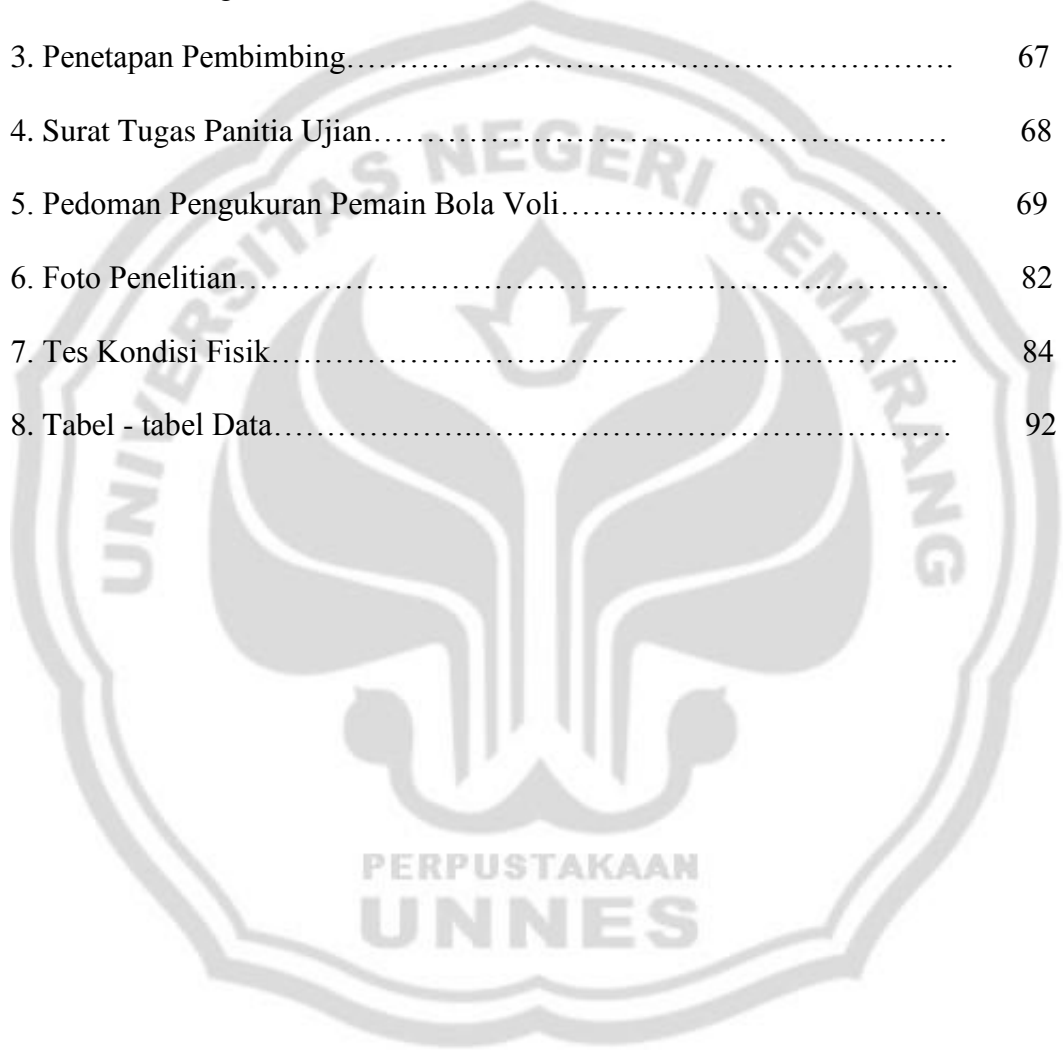 3. Penetapan Pembimbing………. …………………………………………. 67
4. Surat Tugas Panitia Ujian………………………………………………… 68
5. Pedoman Pengukuran Pemain Bola Voli………………………………… 69
6. Foto Penelitian……………………………………………………………. 82
7. Tes Kondisi Fisik………………………………………………………….. 84
8. Tabel - tabel Data………………..………………………………………. 92
UNIVERSITAS NEGERI SEMARANG
PERPUSTAKAAN
UNNES